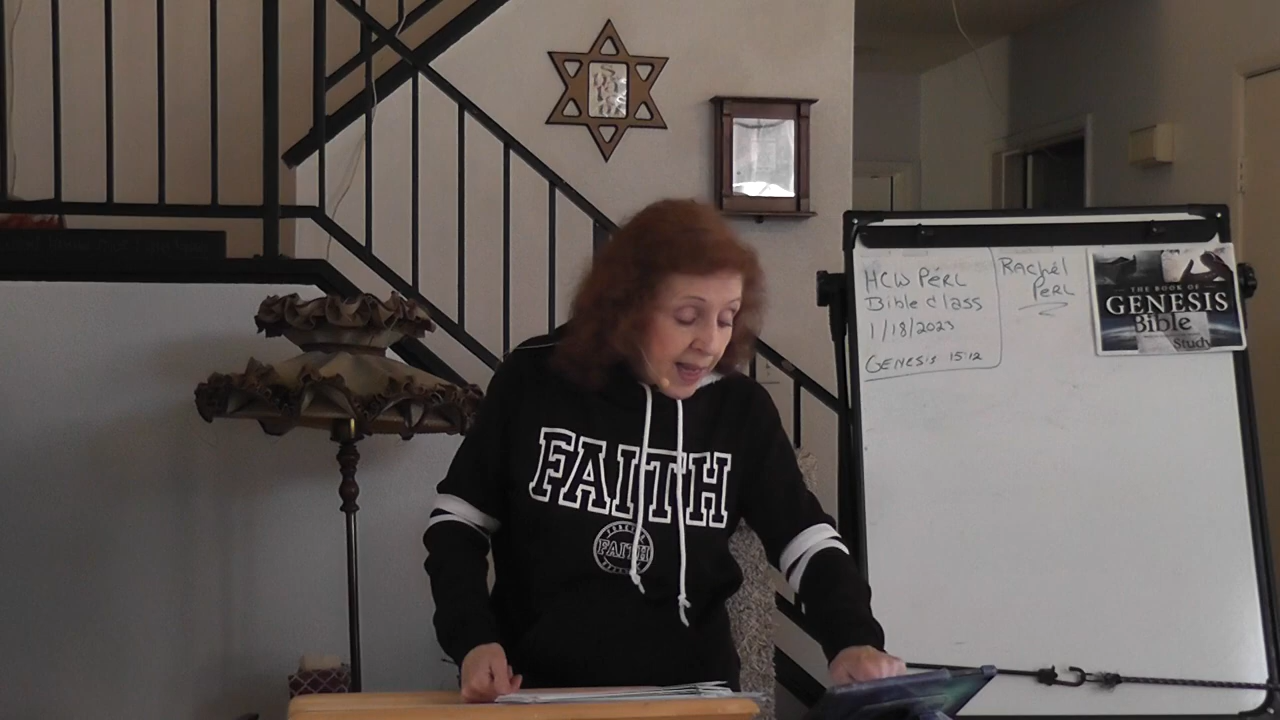 HCW Perl
Bible Class
1/18/2023
Genesis 15:12
Rachel
Perl
THE BOOK OF
GENESIS
Bible
Study
FAITH
FAITH